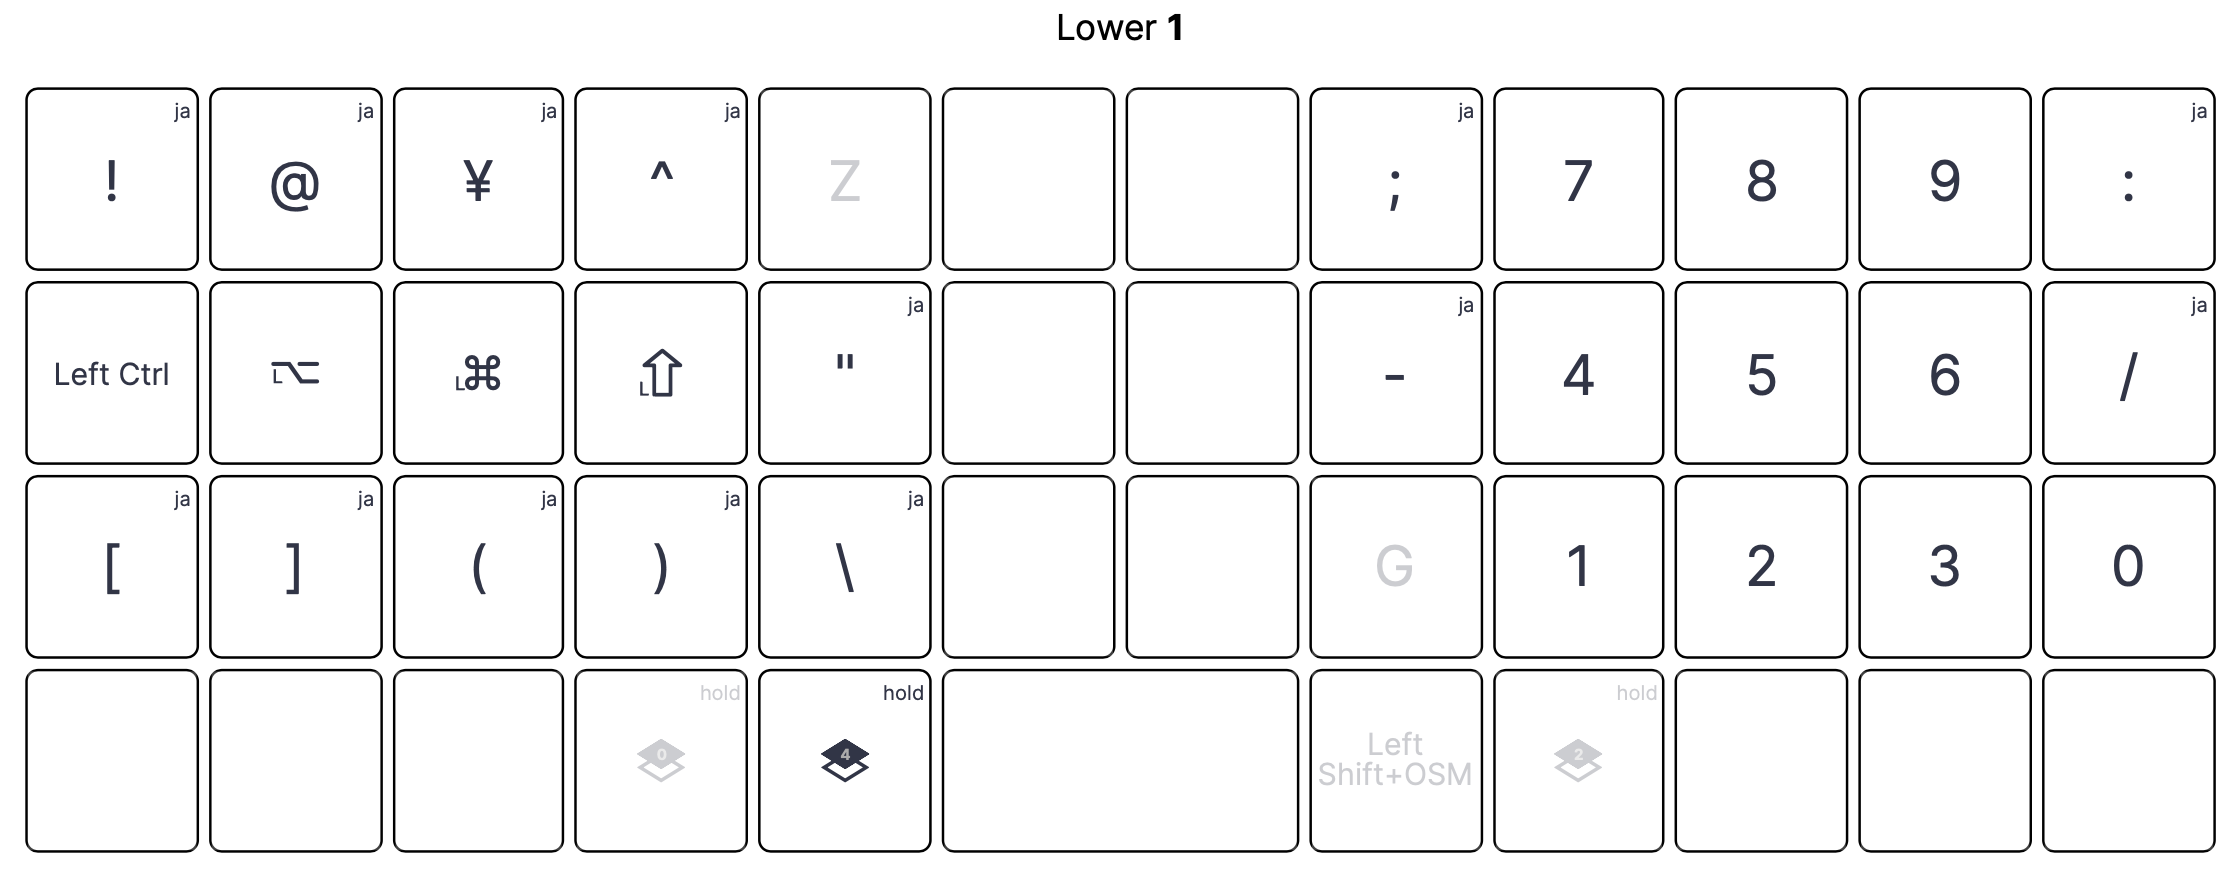 Lower 1
ja ja ja ja ja ja
! @ ¥ ^ Z ; 7 8 9 :
ja ja ja
Left Ctrl L⌥ L⌘ L⇧ " - 4 5 6 /
ja ja ja ja ja
[ ] ( ) \ G 1 2 3 0
hold hold hold
0 4 Left 2
Shift+OSM